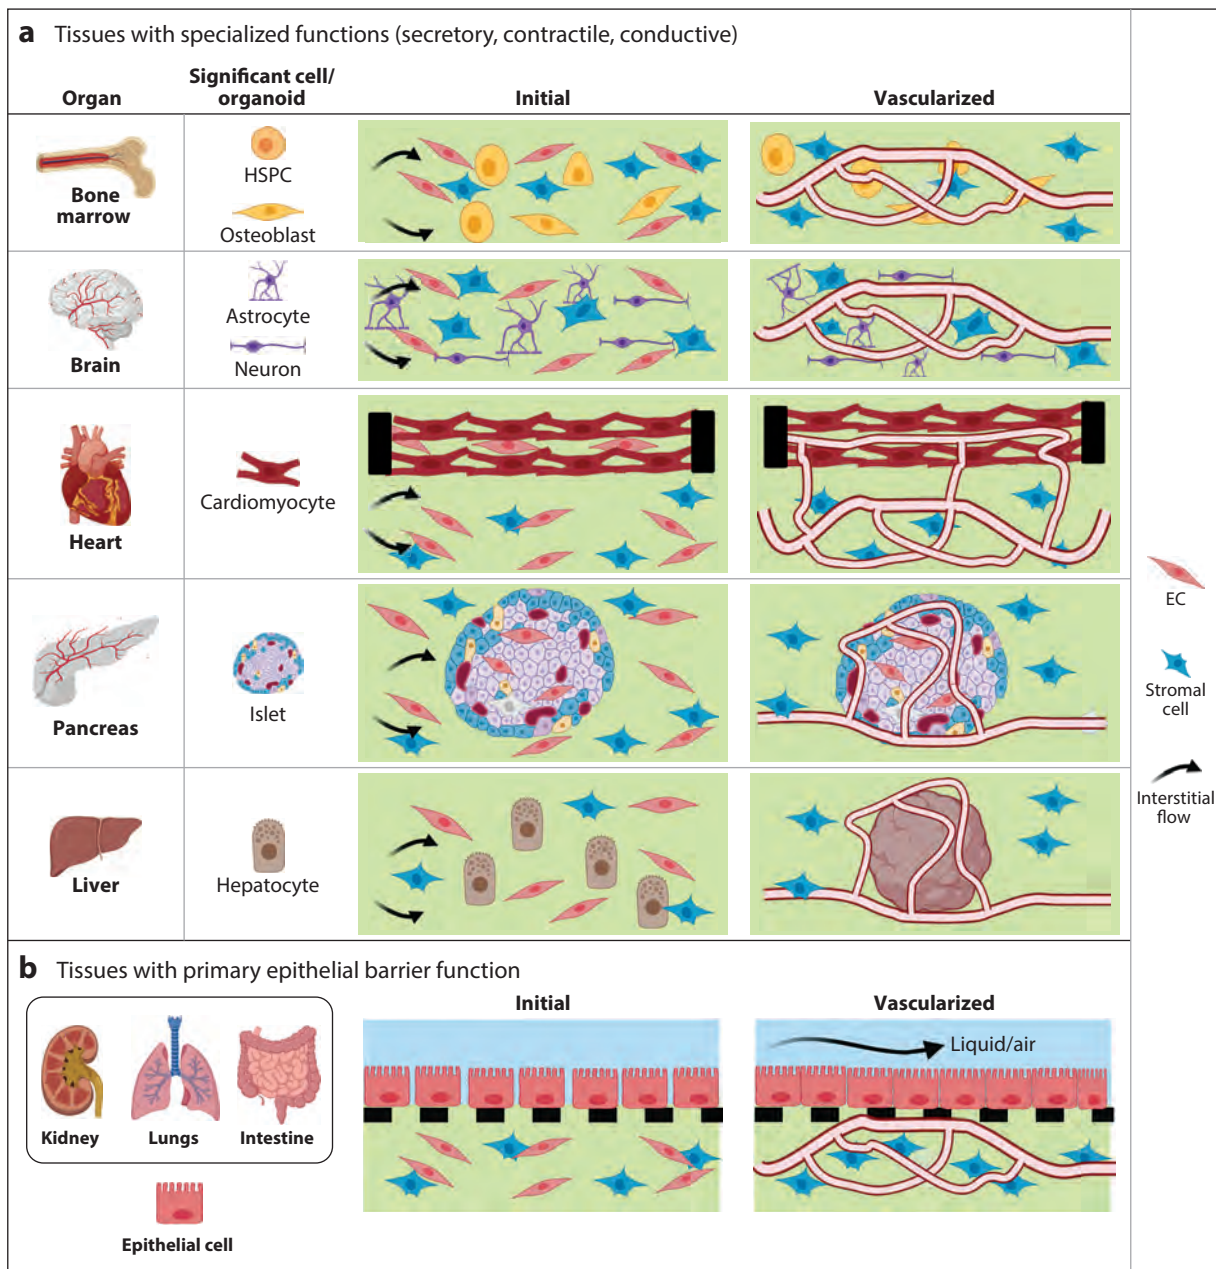 a Tissues with specialized functions (secretory, contractile, conductive)
Organ
Significant cell/
organoid
Initial
Vascularized
Bone
marrow
HSPC
Osteoblast
Brain
Astrocyte
Neuron
Heart
Cardiomyocyte
Pancreas
Islet
Liver
Hepatocyte
EC
Stromal
cell
Interstitial
flow
b Tissues with primary epithelial barrier function
Initial
Vascularized
Kidney
Lungs
Intestine
Epithelial cell
Liquid/air